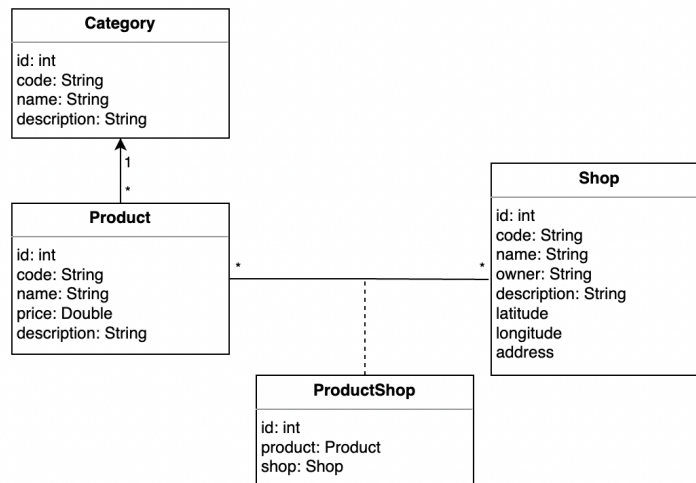 Category
id: int
code: String
name: String
description: String
1
*
Product
id: int
code: String
name: String
price: Double
description: String
*
*
Shop
id: int
code: String
name: String
owner: String
description: String
latitude
longitude
address
ProductShop
id: int
product: Product
shop: Shop